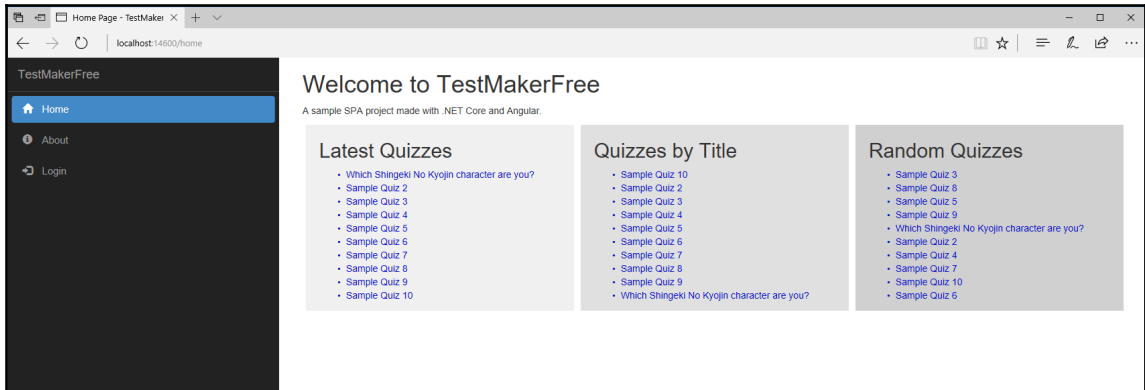 Home Page - TestMaker
localhost:14600/home
TestMakerFree
Home
About
Login
Welcome to TestMakerFree
A sample SPA project made with .NET Core and Angular.
Latest Quizzes
Which Shingeki No Kyojin character are you?
Sample Quiz 2
Sample Quiz 3
Sample Quiz 4
Sample Quiz 5
Sample Quiz 6
Sample Quiz 7
Sample Quiz 8
Sample Quiz 9
Sample Quiz 10
Quizzes by Title
Sample Quiz 10
Sample Quiz 2
Sample Quiz 3
Sample Quiz 4
Sample Quiz 5
Sample Quiz 6
Sample Quiz 7
Sample Quiz 8
Sample Quiz 9
Which Shingeki No Kyojin character are you?
Random Quizzes
Sample Quiz 3
Sample Quiz 8
Sample Quiz 5
Sample Quiz 9
Which Shingeki No Kyojin character are you?
Sample Quiz 2
Sample Quiz 4
Sample Quiz 7
Sample Quiz 10
Sample Quiz 6